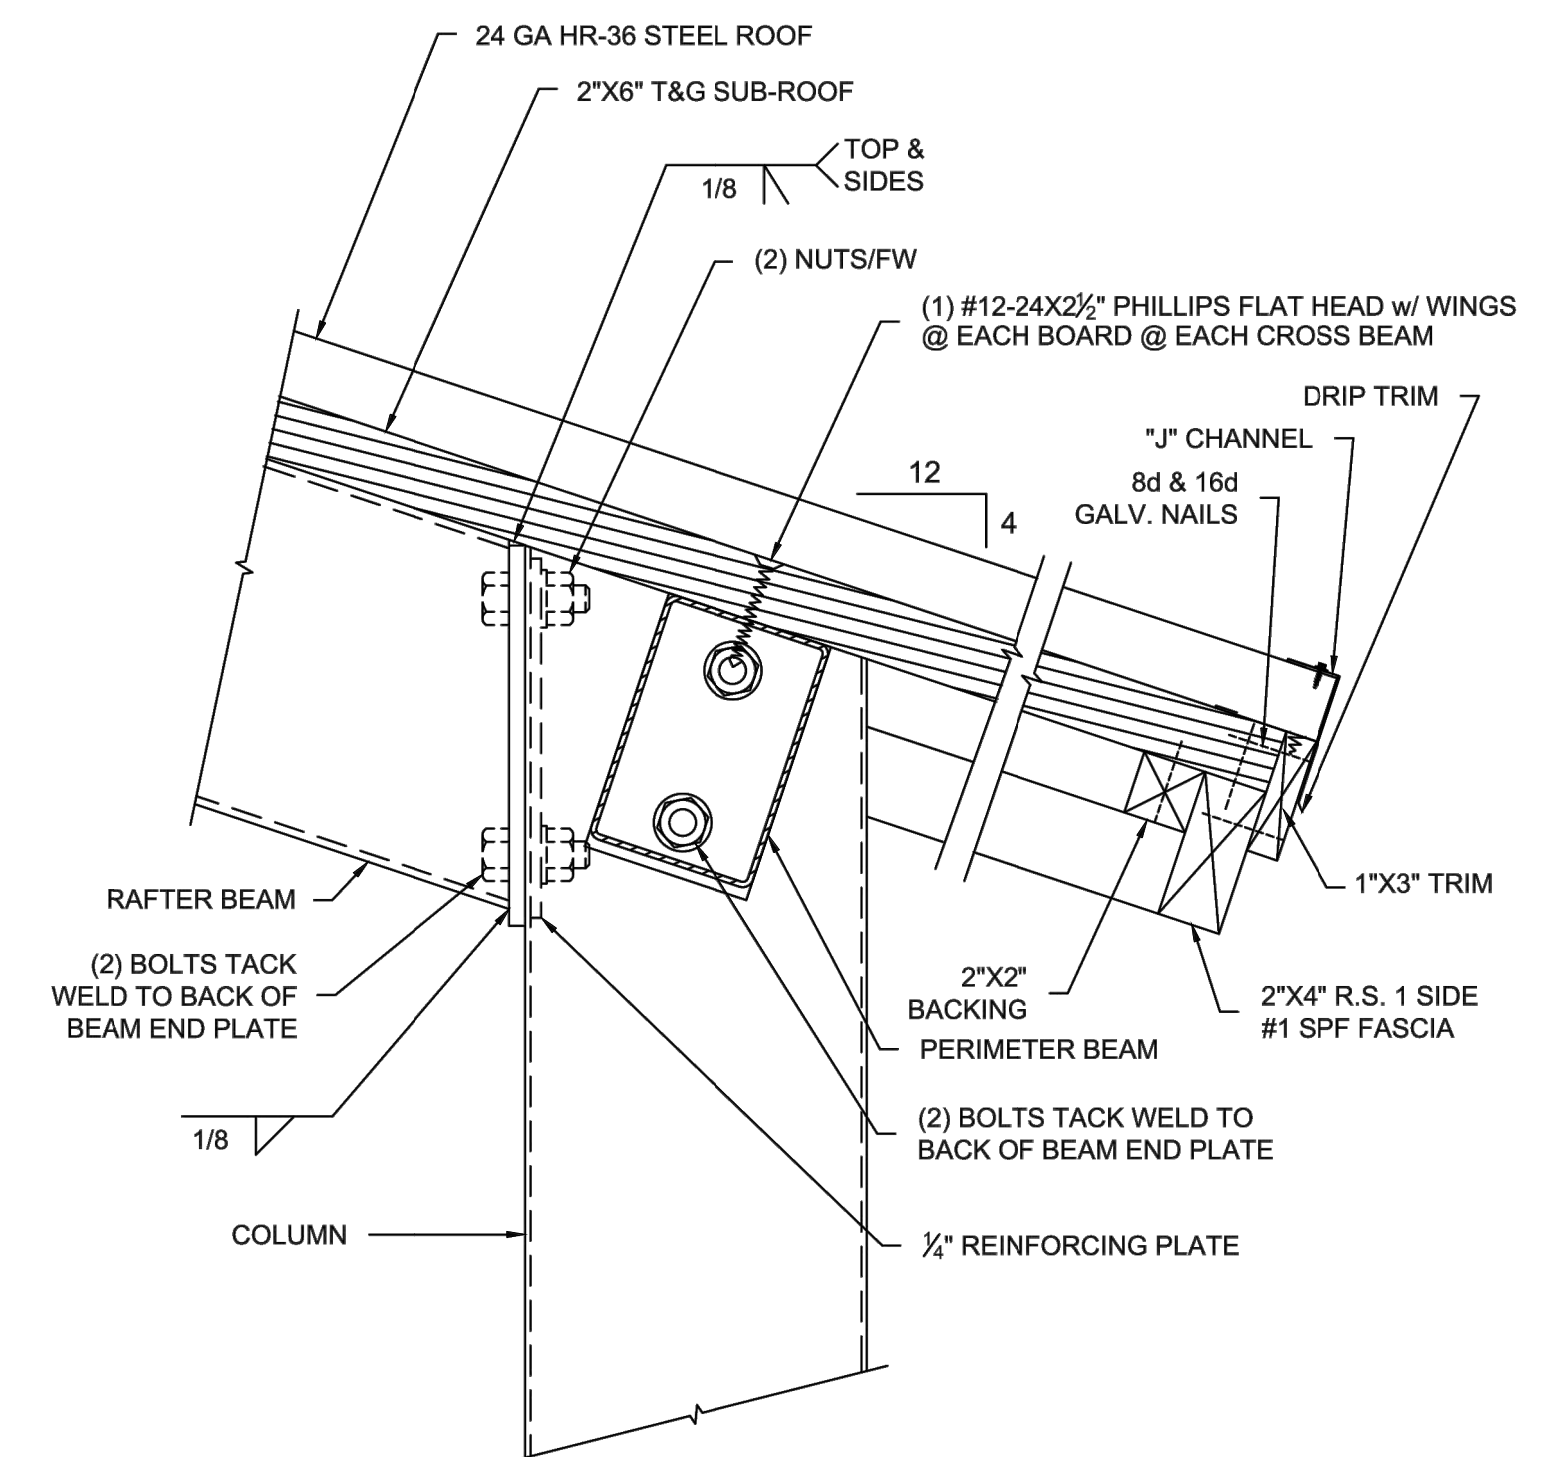 24 GA HR-36 STEEL ROOF
2"X6" T&G SUB-ROOF
TOP &
SIDES
1/8
(2) NUTS/FW
(1) #12-24X2½" PHILLIPS FLAT HEAD w/ WINGS
@ EACH BOARD @ EACH CROSS BEAM
DRIP TRIM
"J" CHANNEL
12
4
8d & 16d
GALV. NAILS
RAFTER BEAM
1"X3" TRIM
(2) BOLTS TACK
WELD TO BACK OF
BEAM END PLATE
2"X2"
BACKING
2"X4" R.S. 1 SIDE
#1 SPF FASCIA
PERIMETER BEAM
1/8
(2) BOLTS TACK WELD TO
BACK OF BEAM END PLATE
COLUMN
¼" REINFORCING PLATE